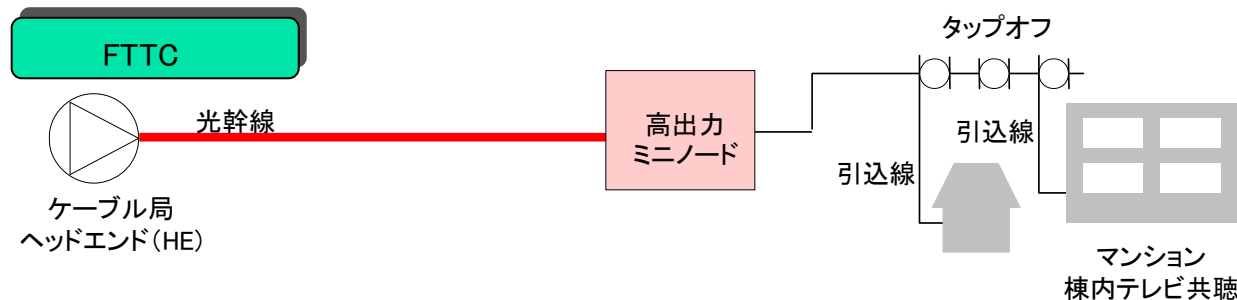 FTTC
タップオフ
光幹線
高出力
ミニノード
引込線
引込線
ケーブル局
ヘッドエンド（HE）
マンション
棟内テレビ共聴